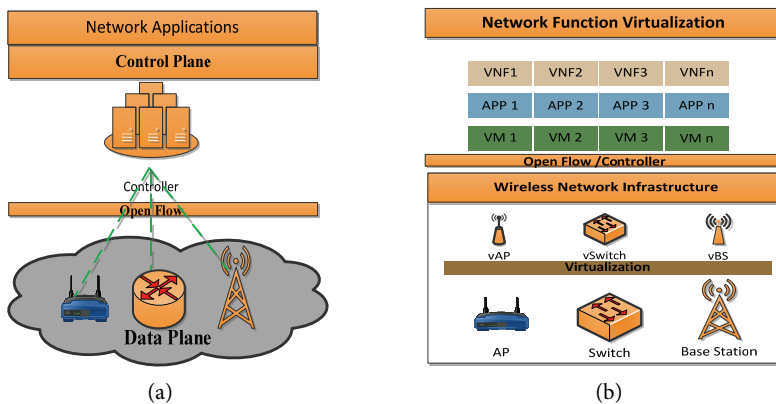 Network Applications
Control Plane
Controller
Open Flow
Data Plane
(a)
Network Function Virtualization
VNF1 VNF2 VNF3 VNFn
APP 1 APP 2 APP 3 APP n
VM 1 VM 2 VM 3 VM n
Open Flow /Controller
Wireless Network Infrastructure
vAP vSwitch vBS
Virtualization
AP Switch Base Station
(b)